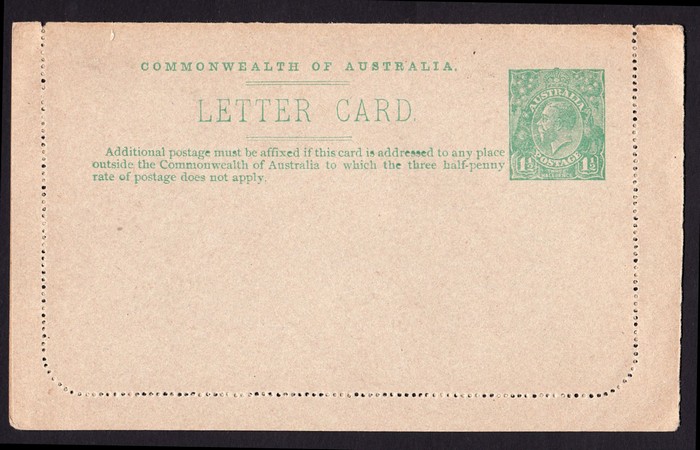 COMMONWEALTH OF AUSTRALIA.
LETTER CARD.
Additional postage must be affixed if this card is addressed to any place
outside the Commonwealth of Australia to which the three half-penny
rate of postage does not apply.
AUSTRALIA
POSTAGE
1½ 1½